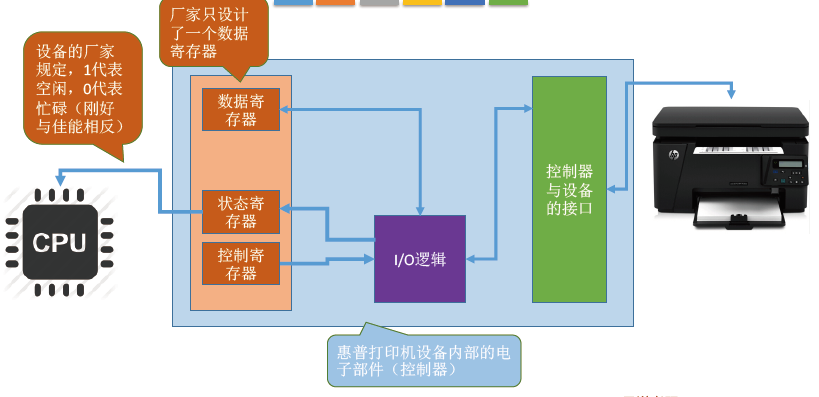 厂家只设计
了一个数据
寄存器
设备的厂家
规定，1代表
空闲，0代表
忙碌（刚好
与佳能相反）
数据寄
存器
状态寄
存器
控制寄
存器
CPU
I/O逻辑
控制器
与设备
的接口
hp
惠普打印机设备内部的电
子部件（控制器）